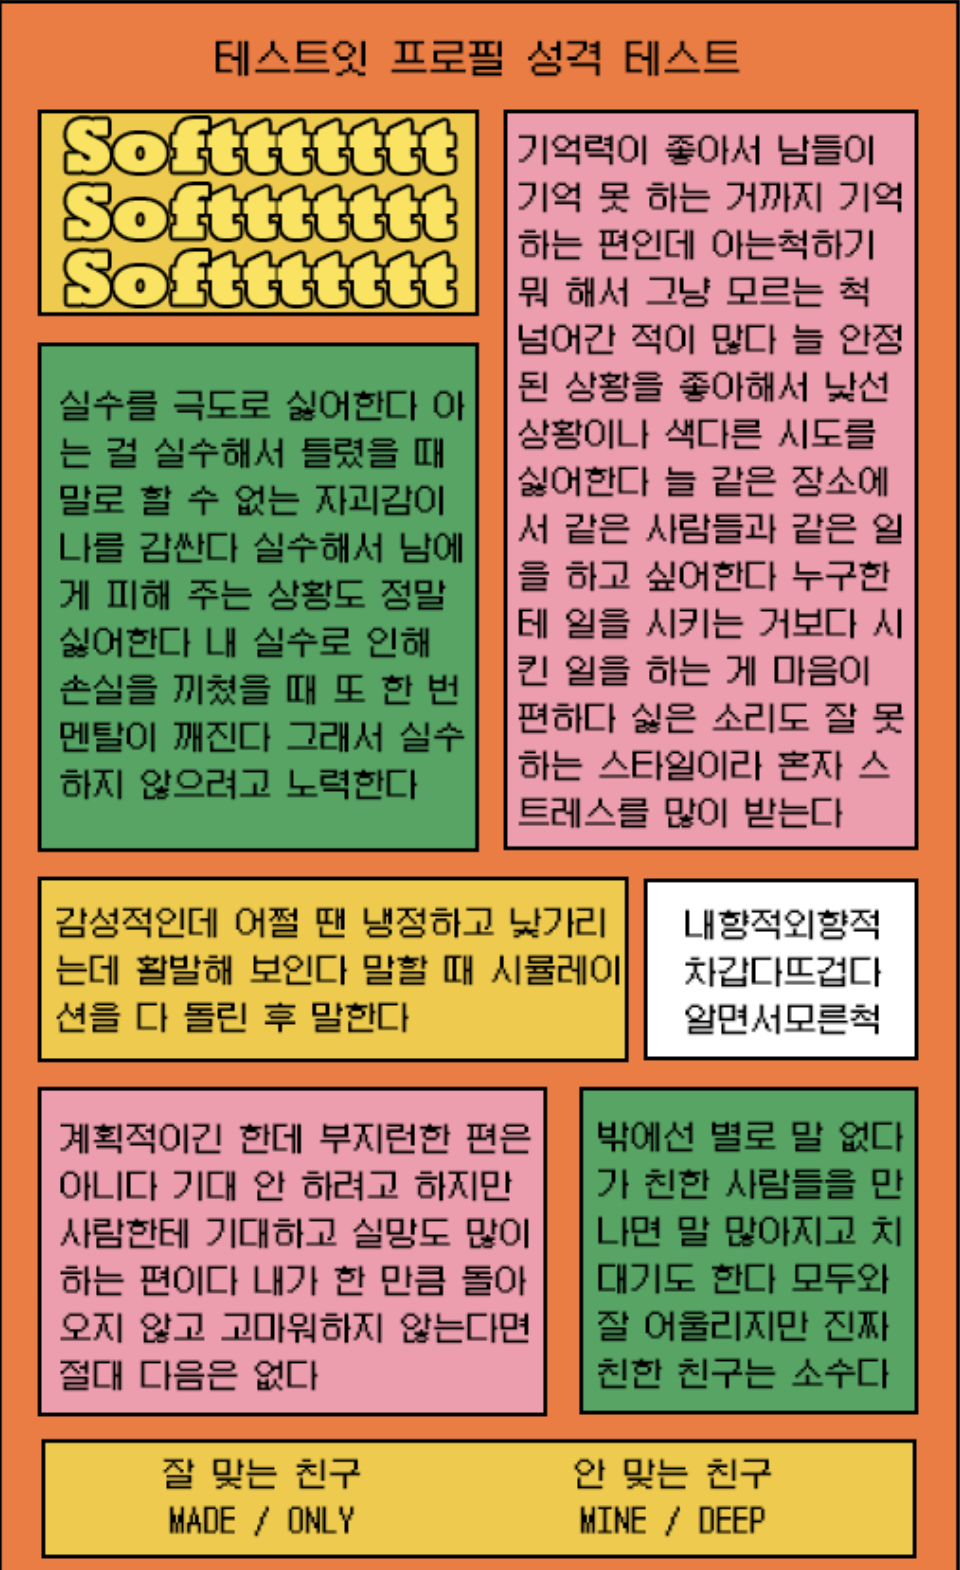 테스트잇 프로필 성격 테스트
Softttttttt
Softttttttt
Softttttttt
실수를 극도로 싫어한다 아
는 걸 실수해서 틀렸을 때
말로 할 수 없는 자괴감이
나를 감싼다 실수해서 남에
게 피해 주는 상황도 정말
싫어한다 내 실수로 인해
손실을 끼쳤을 때 또 한 번
멘탈이 깨진다 그래서 실수
하지 않으려고 노력한다
기억력이 좋아서 남들이
기억 못 하는 거까지 기억
하는 편인데 아는척하기
뭐 해서 그냥 모르는 척
넘어간 적이 많다 늘 안정
된 상황을 좋아해서 낯선
상황이나 색다른 시도를
싫어한다 늘 같은 장소에
서 같은 사람들과 같은 일
을 하고 싶어한다 누구한
테 일을 시키는 거보다 시
킨 일을 하는 게 마음이
편하다 싫은 소리도 잘 못
하는 스타일이라 혼자 스
트레스를 많이 받는다
감성적인데 어쩔 땐 냉정하고 낯가리
는데 활발해 보인다 말할 때 시뮬레이
션을 다 돌린 후 말한다
내향적외향적
차갑다뜨겁다
알면서모른척
계획적이긴 한데 부지런한 편은
아니다 기대 안 하려고 하지만
사람한테 기대하고 실망도 많이
하는 편이다 내가 한 만큼 돌아
오지 않고 고마워하지 않는다면
절대 다음은 없다
밖에선 별로 말 없다
가 친한 사람들을 만
나면 말 많아지고 치
대기도 한다 모두와
잘 어울리지만 진짜
친한 친구는 소수다
잘 맞는 친구
MADE / ONLY
안 맞는 친구
MINE / DEEP